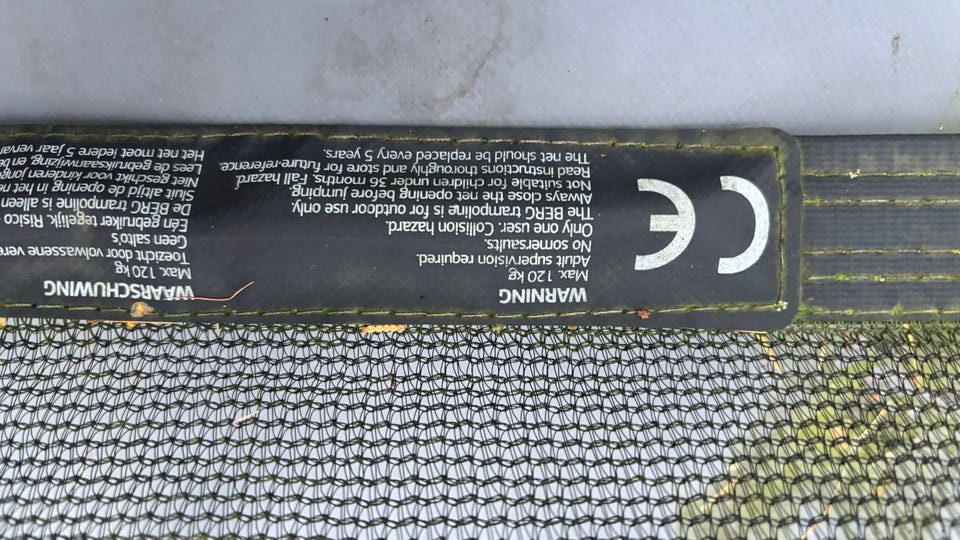 CE
WARNING
Max. 120 kg
Adult supervision required.
No somersaults.
Only one user. Collision hazard.
The BERG trampoline is for outdoor use only.
Always close the net opening before jumping.
Not suitable for children under 36 months. Fall hazard.
Read instructions thoroughly and store for future reference.
The net should be replaced every 5 years.
WAARSCHUWING
Max. 120 kg
Toezicht door volwassene
Geen salto's
Eén gebruiker tegelijk. Risico
De BERG trampoline is alleen
Sluit altijd de opening in het
Niet geschikt voor kinderen
Lees de gebruiksaanwijzing, en
Het net moet iedere 5 jaar